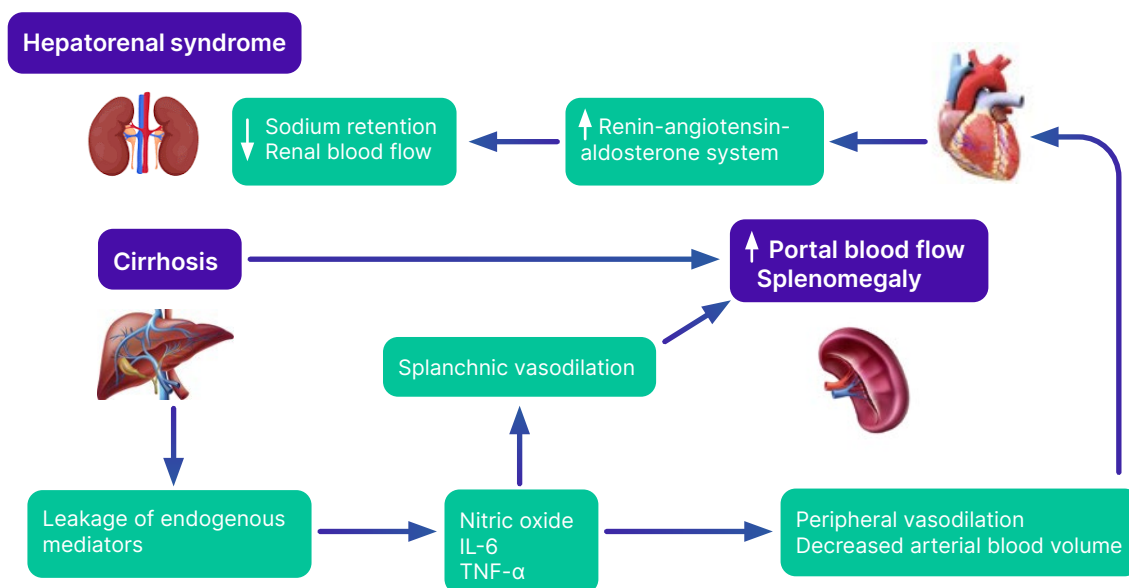 Hepatorenal syndrome
Sodium retention
Renal blood flow
Renin-angiotensin-
aldosterone system
Cirrhosis
Portal blood flow
Splenomegaly
Splanchnic vasodilation
Leakage of endogenous
mediators
Nitric oxide
IL-6
TNF-α
Peripheral vasodilation
Decreased arterial blood volume